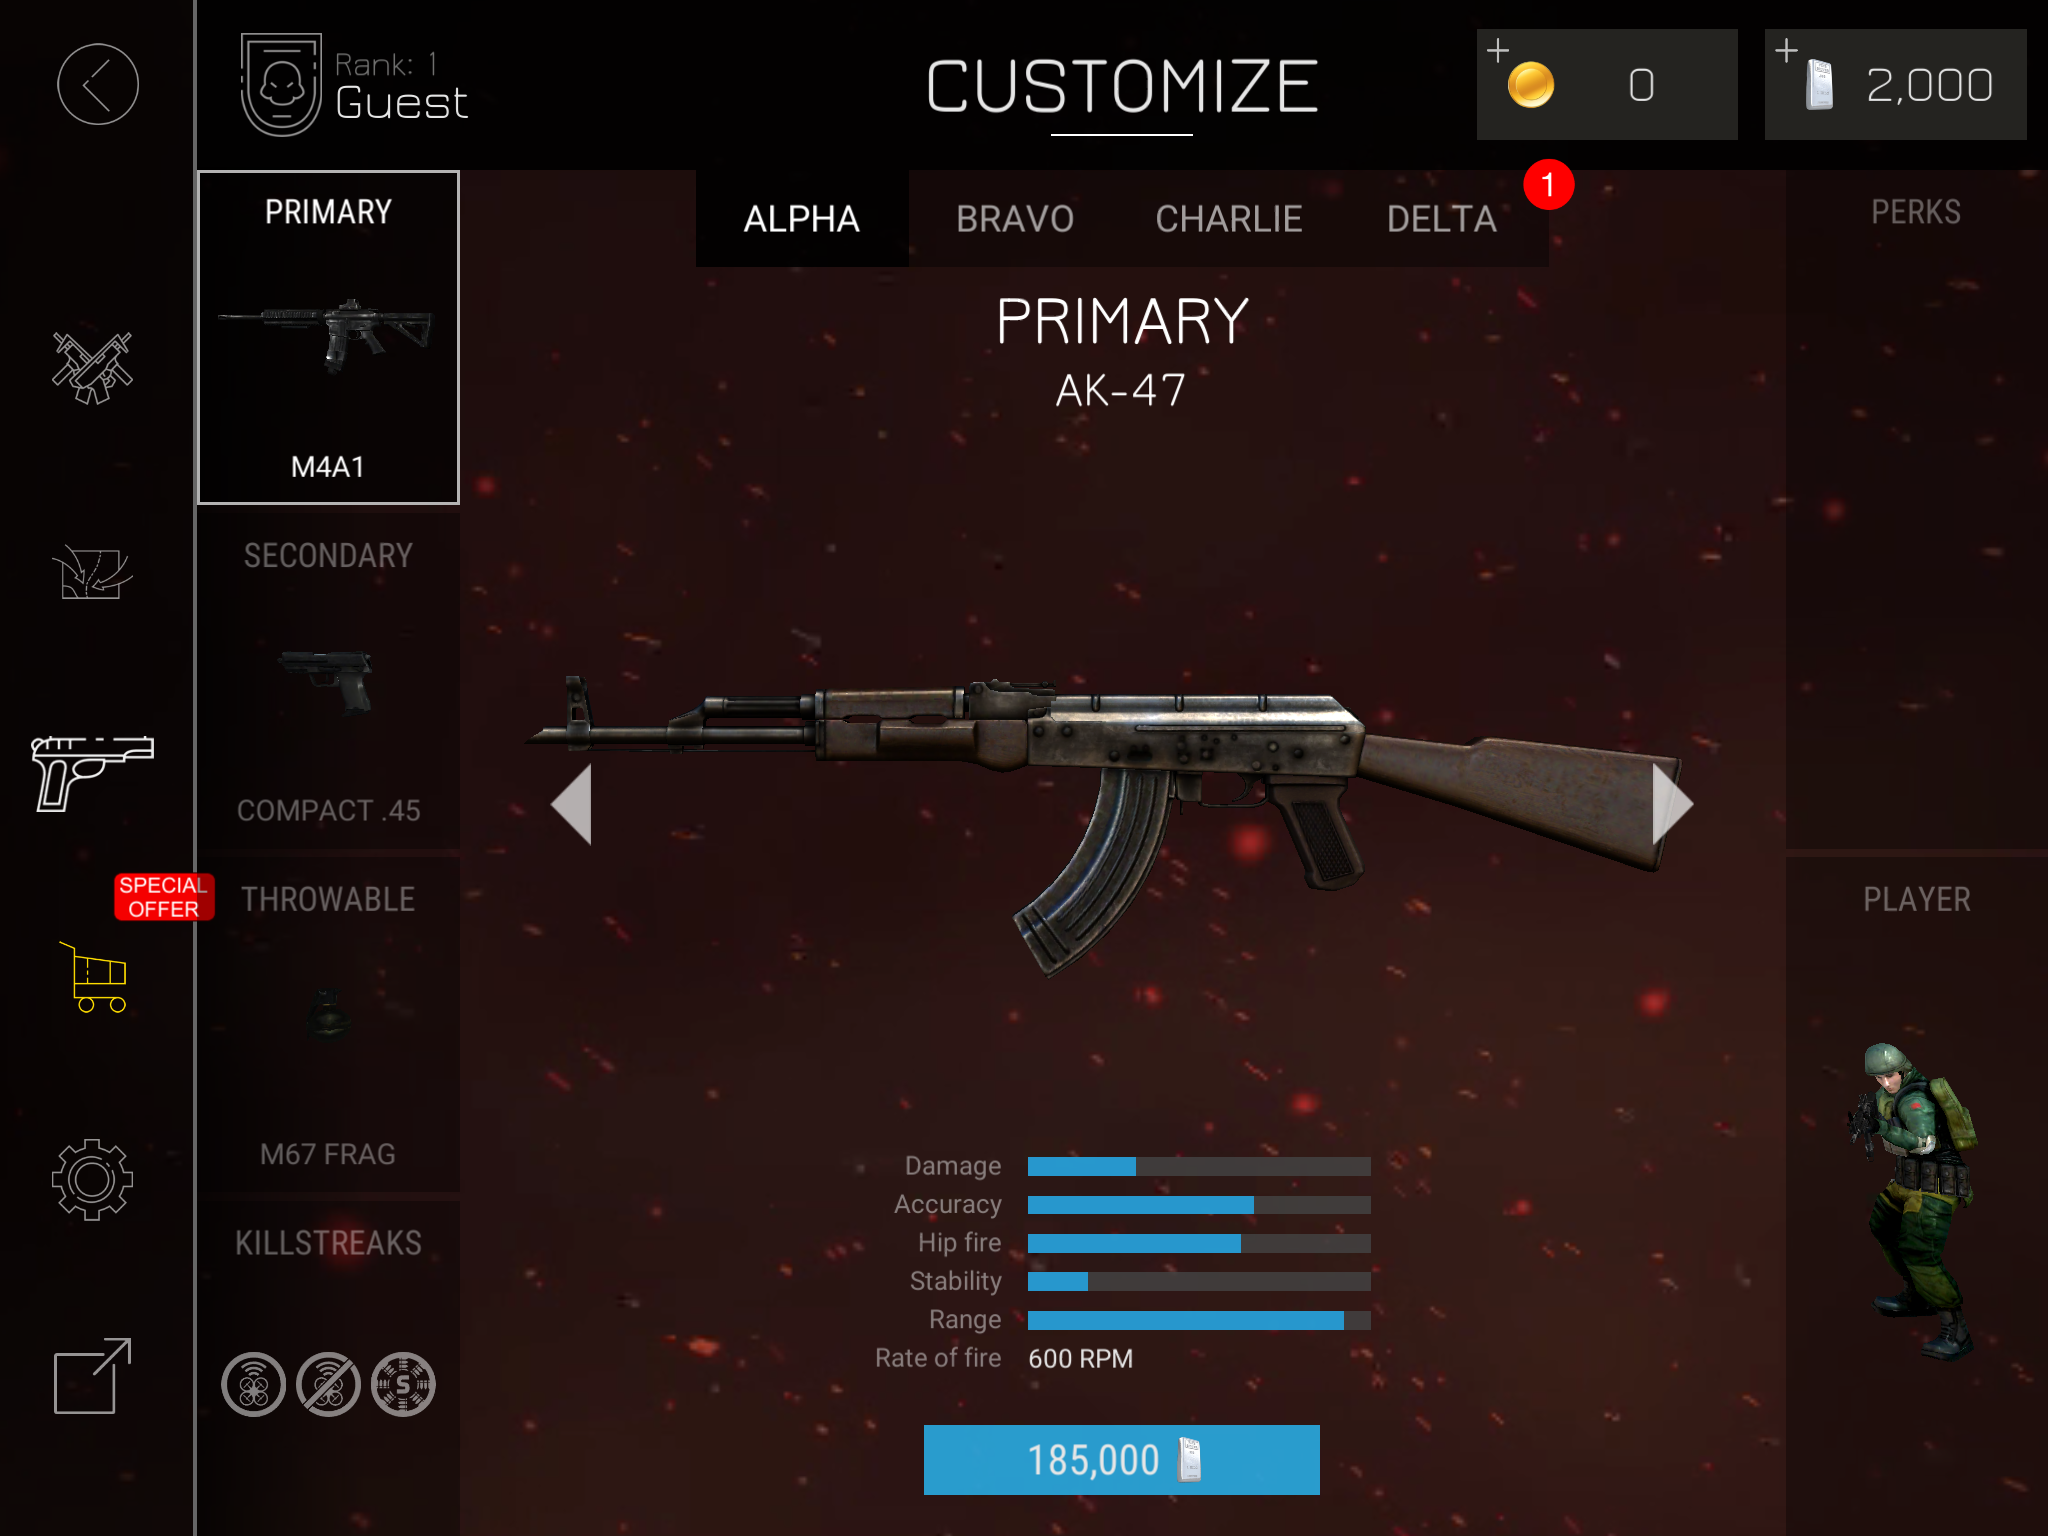 Rank: 1
Guest
CUSTOMIZE
0
2,000
PRIMARY
M4A1
SECONDARY
COMPACT .45
SPECIAL
OFFER
THROWABLE
M67 FRAG
KILLSTREAKS
S
ALPHA
BRAVO
CHARLIE
DELTA
1
PRIMARY
AK-47
Damage
Accuracy
Hip fire
Stability
Range
Rate of fire 600 RPM
185,000
PERKS
PLAYER